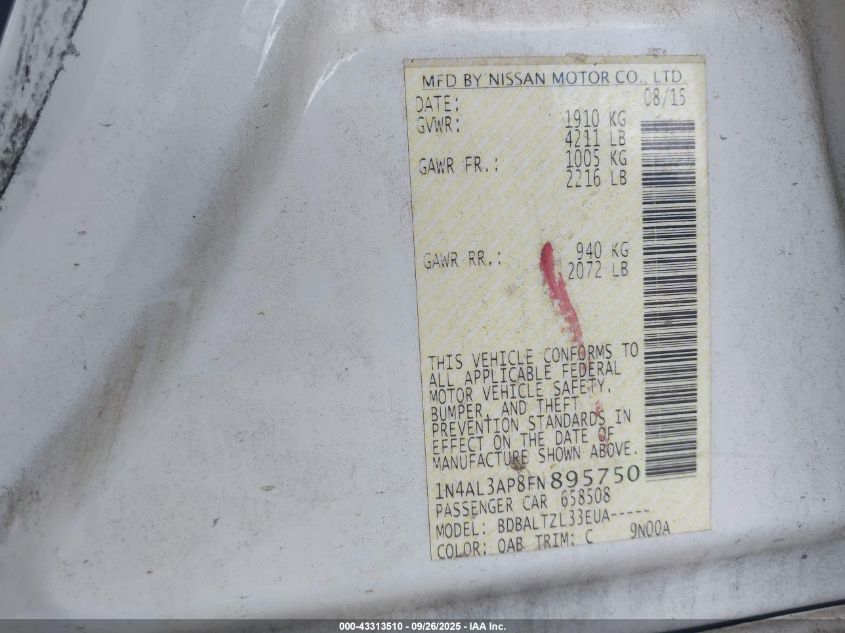 MFD BY NISSAN MOTOR CO., LTD.
DATE: 08/15
GVWR: 1910 KG
4211 LB
GAWR FR.: 1005 KG
2216 LB
GAWR RR.: 940 KG
2072 LB
THIS VEHICLE CONFORMS TO
ALL APPLICABLE FEDERAL
MOTOR VEHICLE SAFETY,
BUMPER, AND THEFT
PREVENTION STANDARDS IN
EFFECT ON THE DATE OF
MANUFACTURE SHOWN ABOVE.
1N4AL3AP8FN895750
PASSENGER CAR 658508
MODEL: BDBALTZL33EUA-----
COLOR: QAB TRIM: C 9N00A
000-43313510 - 09/26/2025 - IAA Inc.